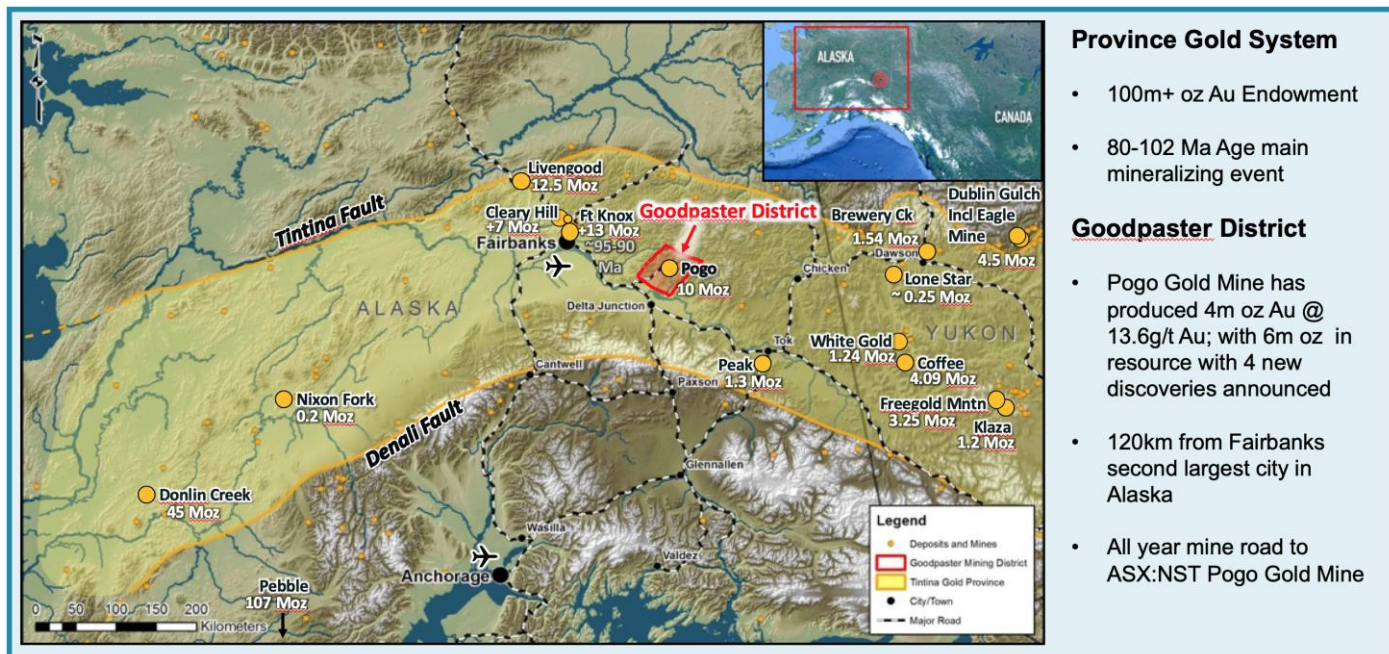 ALASKA
CANADA
Livengood
12.5 Moz
Tintina Fault
Cleary Hill
+7 Moz
Ft Knox
+13 Moz
Fairbanks
~95-90
Ma
Goodpaster District
Pogo
10 Moz
Brewery Ck
1.54 Moz
Dublin Gulch
Incl Eagle
Mine
4.5 Moz
Dawson
Chicken
Lone Star
~ 0.25 Moz
ALASKA
Delta Junction
YUKON
White Gold
1.24 Moz
Coffee
4.09 Moz
Tok
Peak
1.3 Moz
Cantwell
Paxson
Nixon Fork
0.2 Moz
Denali Fault
Freegold Mntn
3.25 Moz
Klaza
1.2 Moz
Glennallen
Donlin Creek
45 Moz
Wasilla
Valdez
Anchorage
Pebble
107 Moz
0 50 100 150 200
Kilometers
Legend
Deposits and Mines
Goodpaster Mining District
Tintina Gold Province
City/Town
Major Road
Province Gold System
• 100m+ oz Au Endowment
• 80-102 Ma Age main
mineralizing event
Goodpaster District
• Pogo Gold Mine has
produced 4m oz Au @
13.6g/t Au; with 6m oz in
resource with 4 new
discoveries announced
• 120km from Fairbanks
second largest city in
Alaska
• All year mine road to
ASX:NST Pogo Gold Mine